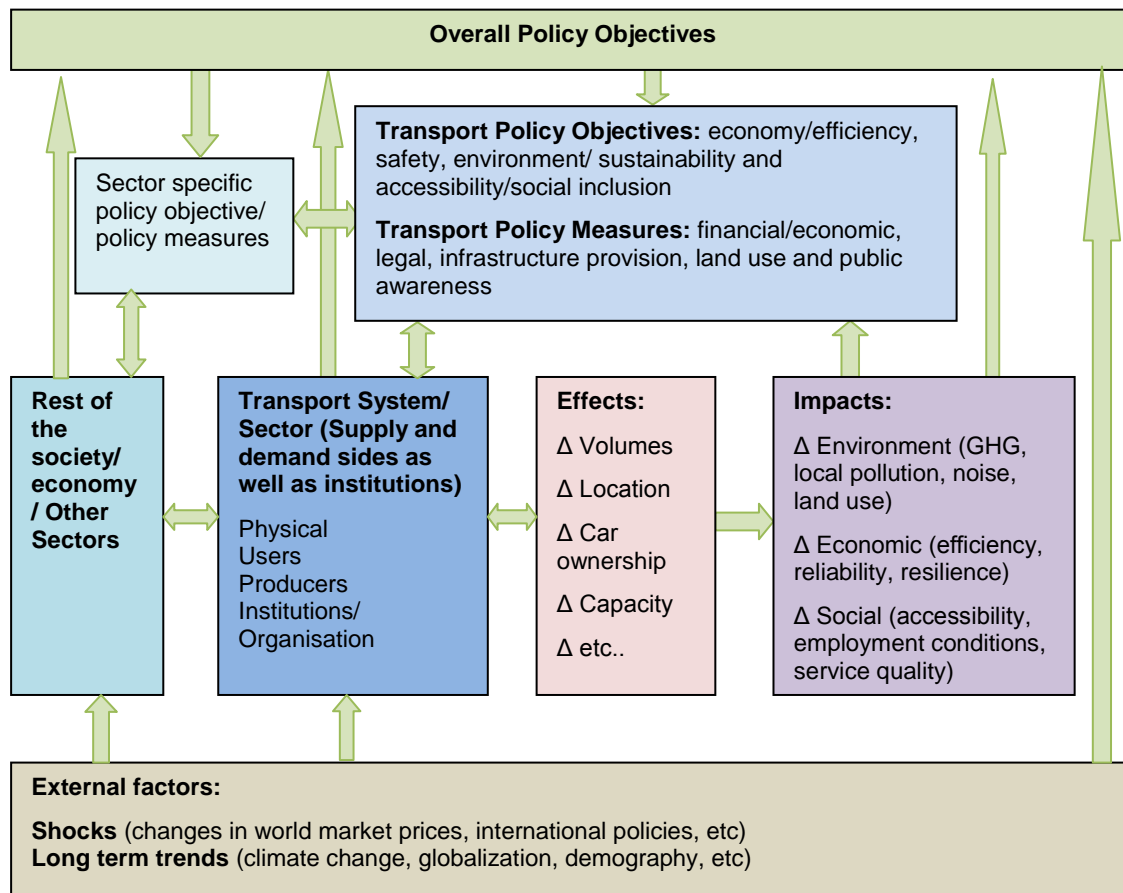 Overall Policy Objectives
Transport Policy Objectives: economy/efficiency,
safety, environment/ sustainability and
accessibility/social inclusion
Transport Policy Measures: financial/economic,
legal, infrastructure provision, land use and public
awareness
Sector specific
policy objective/
policy measures
Rest of
the
society/
economy
/ Other
Sectors
Transport System/
Sector (Supply and
demand sides as
well as institutions)
Physical
Users
Producers
Institutions/
Organisation
Effects:
Δ Volumes
Δ Location
Δ Car
ownership
Δ Capacity
Δ etc..
Impacts:
Δ Environment (GHG,
local pollution, noise,
land use)
Δ Economic (efficiency,
reliability, resilience)
Δ Social (accessibility,
employment conditions,
service quality)
External factors:
Shocks (changes in world market prices, international policies, etc)
Long term trends (climate change, globalization, demography, etc)